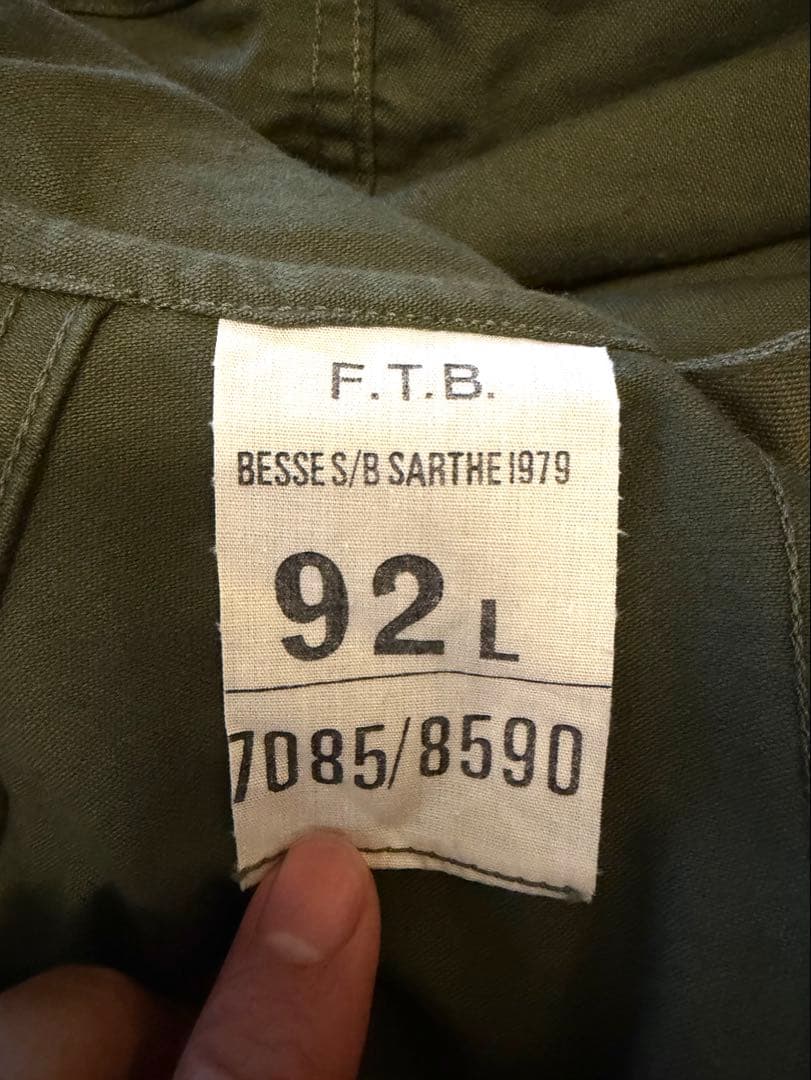 F.T.B.
BESSE S/B SARTHE 1979
92 L
7085/8590